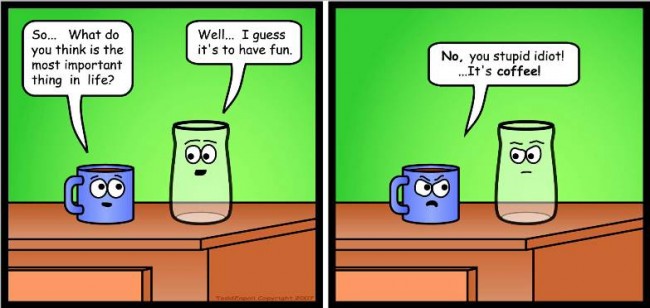 So... What do
you think is the
most important
thing in life?
Well... I guess
it's to have fun.
No, you stupid idiot!
...It's coffee!